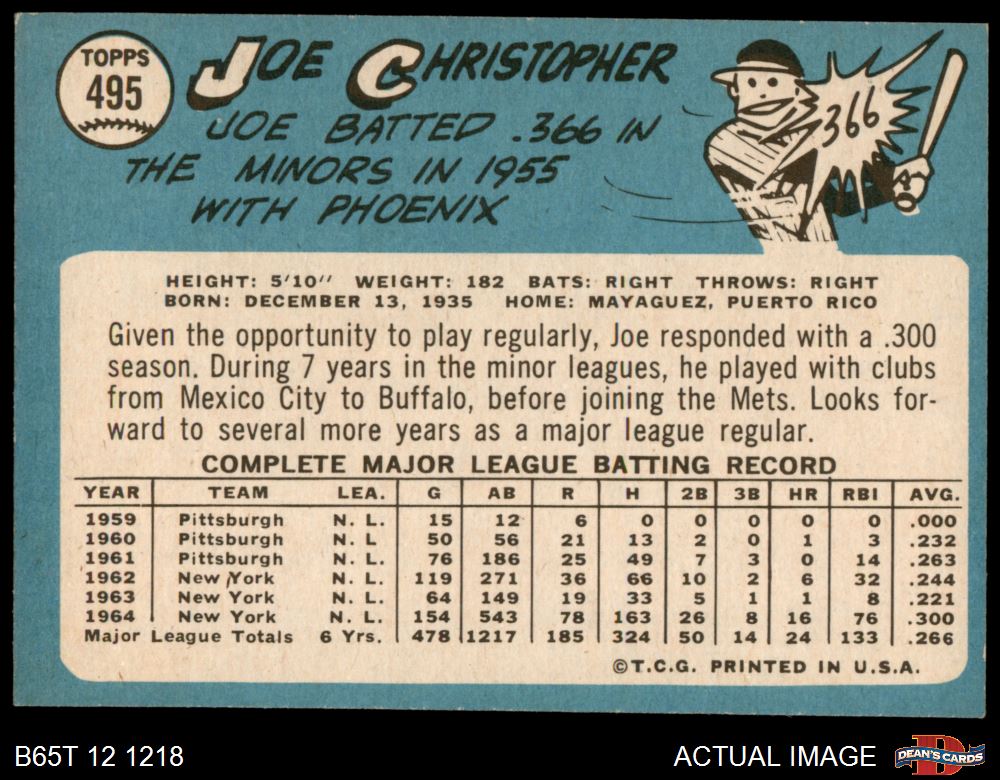 TOPPS
495
JOE CHRISTOPHER
JOE BATTED .366 IN
THE MINORS IN 1955
WITH PHOENIX
366
HEIGHT: 5'10" WEIGHT: 182 BATS: RIGHT THROWS: RIGHT
BORN: DECEMBER 13, 1935 HOME: MAYAGUEZ, PUERTO RICO
Given the opportunity to play regularly, Joe responded with a .300
season. During 7 years in the minor leagues, he played with clubs
from Mexico City to Buffalo, before joining the Mets. Looks for-
ward to several more years as a major league regular.
COMPLETE MAJOR LEAGUE BATTING RECORD
YEAR TEAM LEA. G AB R H 2B 3B HR RBI AVG.
1959 Pittsburgh N. L. 15 12 6 0 0 0 0 0 .000
1960 Pittsburgh N. L 50 56 21 13 2 0 1 3 .232
1961 Pittsburgh N. L. 76 186 25 49 7 3 0 14 .263
1962 New York N. L. 119 271 36 66 10 2 6 32 .244
1963 New York N. L. 64 149 19 33 5 1 1 8 .221
1964 New York N. L. 154 543 78 163 26 8 16 76 .300
Major League Totals 6 Yrs. 478 1217 185 324 50 14 24 133 .266
©T.C.G. PRINTED IN U.S.A.
B65T 12 1218
ACTUAL IMAGE
D
DEAN'S CARDS